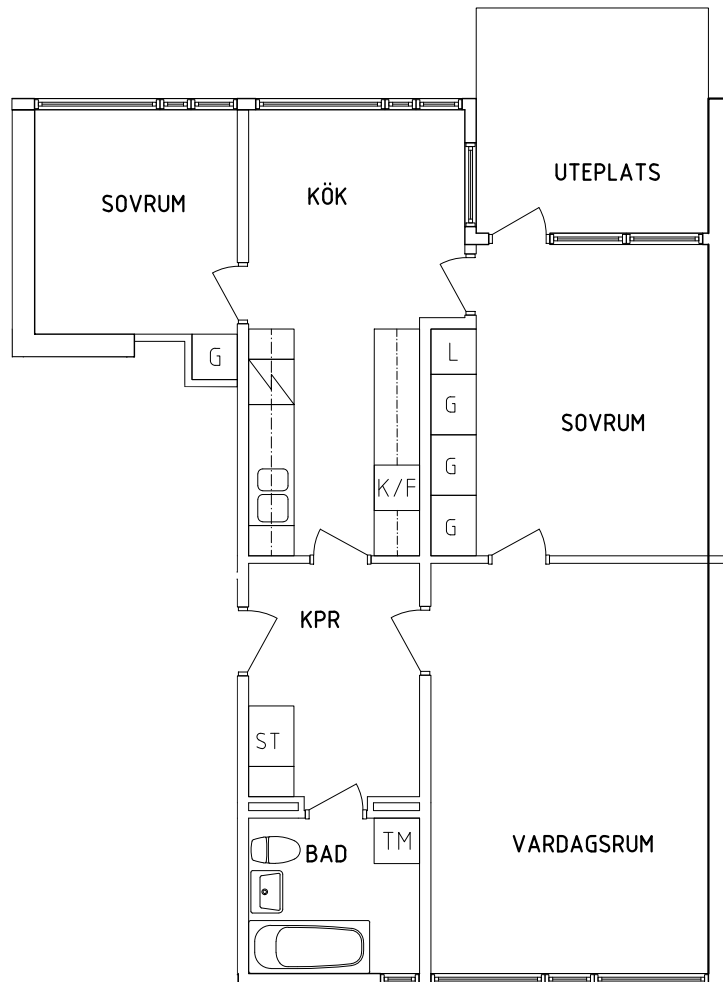 UTEPLATS
SOVRUM
KÖK
G
L
G
SOVRUM
G
K/F
G
KPR
ST
TM
BAD
VARDAGSRUM